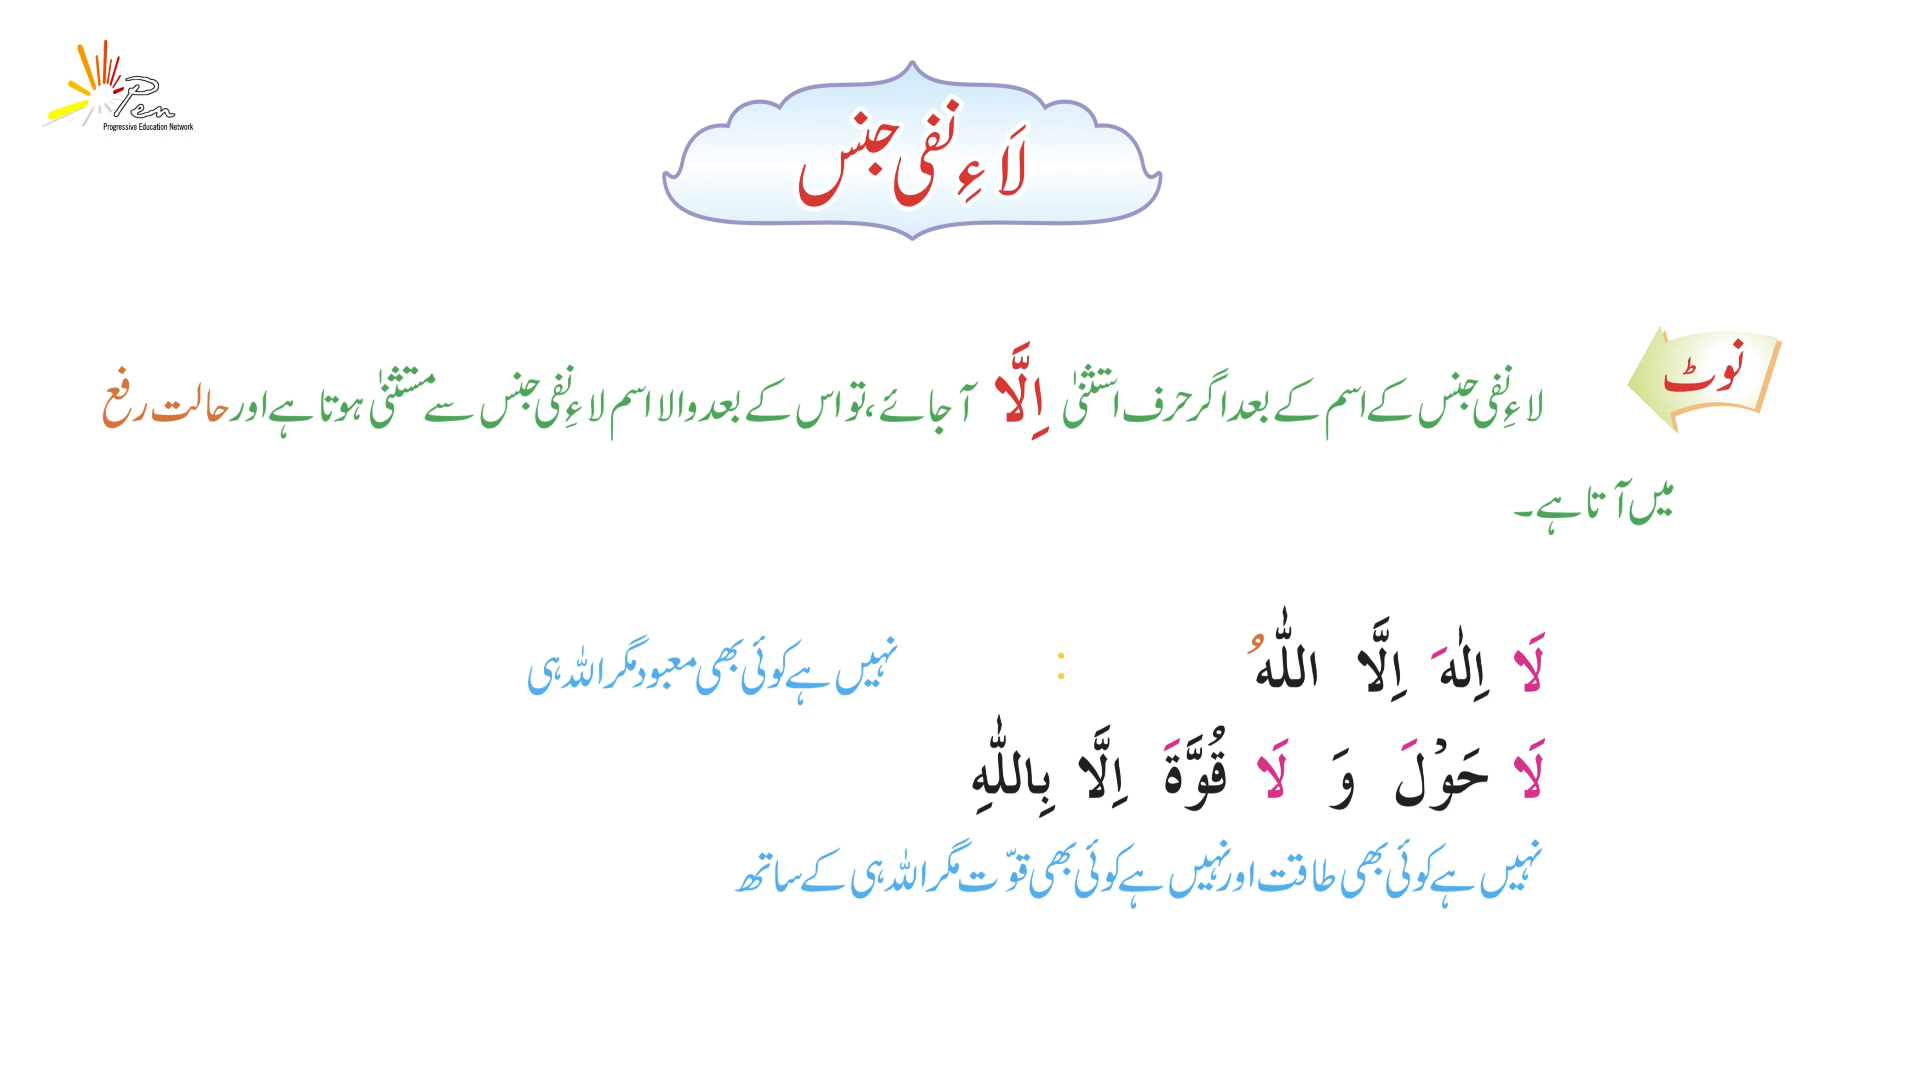 Pen
Progressive Education Network
لَاءِ نفی جنس
نوٹ
لاءِ نفی جنس کے اسم کے بعد اگر حرف استثنیٰ اِلَّا آ جائے، تو اس کے بعد والا اسم لاءِ نفی جنس سے مستثنیٰ ہوتا ہے اور حالت رفع
میں آتا ہے۔
لَا اِلٰهَ اِلَّا اللّٰهُ : نہیں ہے کوئی بھی معبود مگر اللہ ہی
لَا حَوْلَ وَ لَا قُوَّةَ اِلَّا بِاللّٰهِ
نہیں ہے کوئی بھی طاقت اور نہیں ہے کوئی بھی قوّت مگر اللہ ہی کے ساتھ